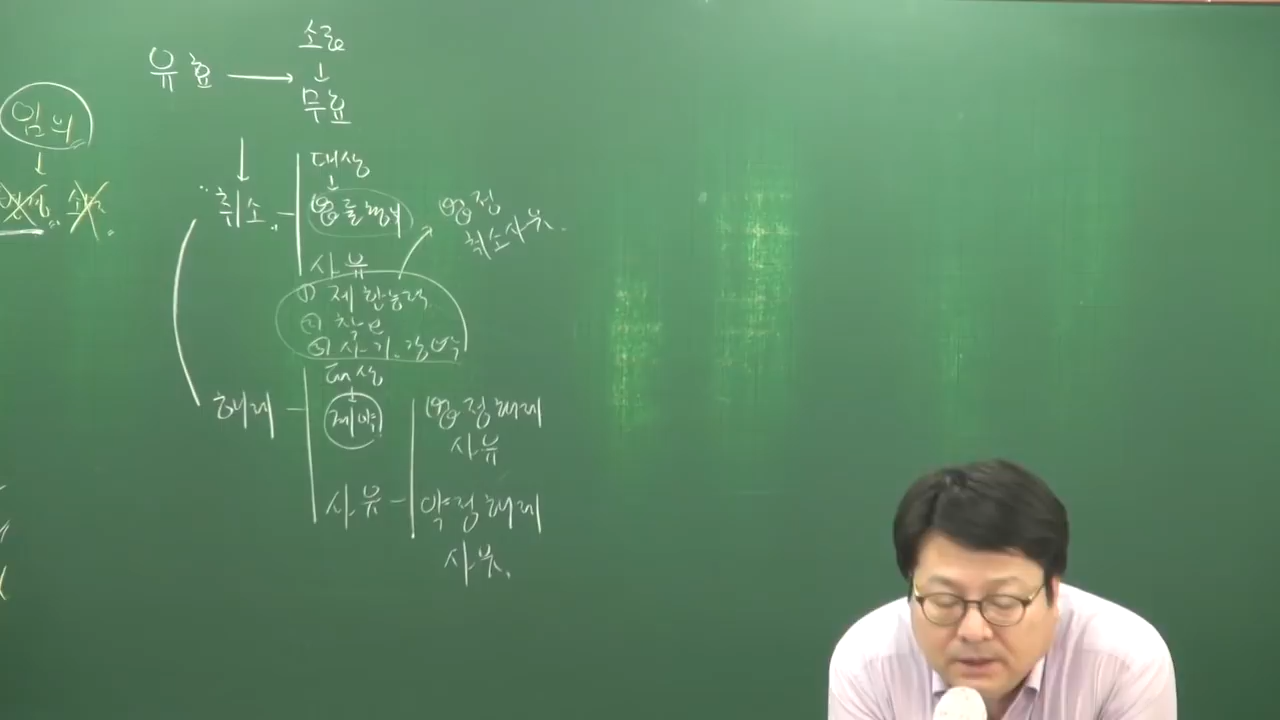 임의
유효
소급
무효
취소
대상
법률행위
사유
법정
취소사유.
① 제한능력
② 착오
③ 사기.강박
해제
대상
계약
법정해제
사유
사유
약정해제
사유.